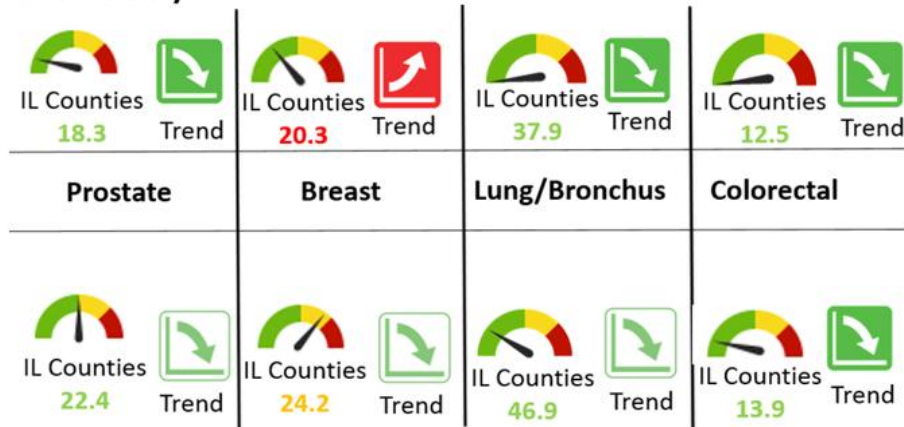 IL Counties
18.3
Trend
IL Counties
20.3
Trend
IL Counties
37.9
Trend
IL Counties
12.5
Trend
Prostate
Breast
Lung/Bronchus
Colorectal
IL Counties
22.4
Trend
IL Counties
24.2
Trend
IL Counties
46.9
Trend
IL Counties
13.9
Trend